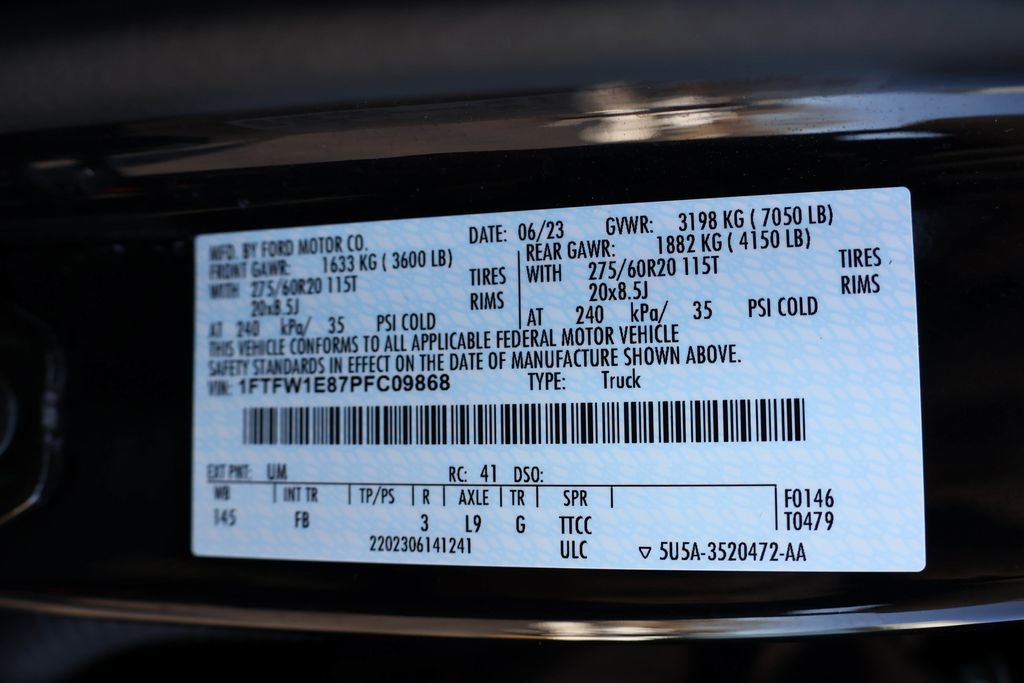 MFD. BY FORD MOTOR CO. DATE: 06/23 GVWR: 3198 KG ( 7050 LB)
FRONT GAWR: 1633 KG ( 3600 LB) REAR GAWR: 1882 KG ( 4150 LB)
WITH 275/60R20 115T TIRES WITH 275/60R20 115T TIRES
20x8.5J RIMS 20x8.5J RIMS
AT 240 kPa/ 35 PSI COLD AT 240 kPa/ 35 PSI COLD
THIS VEHICLE CONFORMS TO ALL APPLICABLE FEDERAL MOTOR VEHICLE
SAFETY STANDARDS IN EFFECT ON THE DATE OF MANUFACTURE SHOWN ABOVE.
VIN: 1FTFW1E87PFC09868 TYPE: Truck
EXT PNT: UM RC: 41 DSO:
WB INT TR TP/PS R AXLE TR SPR F0146
145 FB 3 L9 G TTCC T0479
2202306141241 ULC ▽ 5U5A-3520472-AA